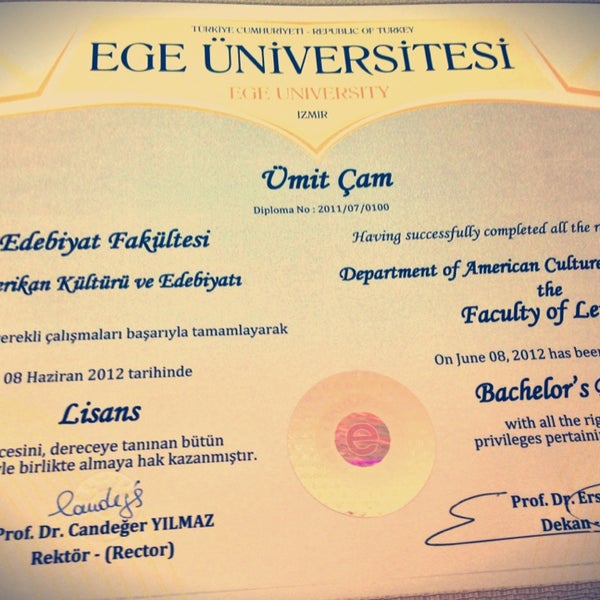 TÜRKİYE CUMHURİYETİ - REPUBLIC OF TURKEY
EGE ÜNİVERSİTESİ
EGE UNIVERSITY
IZMIR
Ümit Çam
Diploma No : 2011/07/0100
Edebiyat Fakültesi
erikan Kültürü ve Edebiyatı
erekli çalışmaları başarıyla tamamlayarak
08 Haziran 2012 tarihinde
Lisans
cesini, dereceye tanınan bütün
yle birlikte almaya hak kazanmıştır.
Prof. Dr. Candeğer YILMAZ
Rektör - (Rector)
Having successfully completed all the r
Department of American Culture
the
Faculty of Le
On June 08, 2012 has bee
Bachelor's
with all the rig
privileges pertaini
e
Prof. Dr. Ers
Dekan